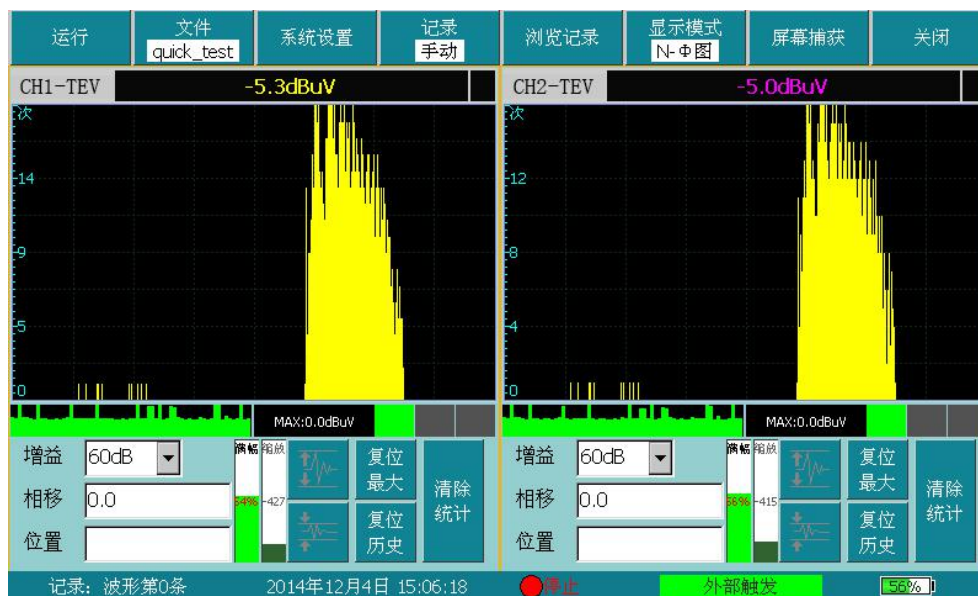 运行
文件
quick_test
系统设置
记录
手动
浏览记录
显示模式
N-Φ图
屏幕捕获
关闭
CH1-TEV
-5.3dBuV
CH2-TEV
-5.0dBuV
次
14
9
5
0
次
12
8
4
0
MAX:0.0dBuV
MAX:0.0dBuV
增益
60dB
相移
0.0
位置
满幅
64%
缩放
-427
复位
最大
复位
历史
清除
统计
增益
60dB
相移
0.0
位置
满幅
66%
缩放
-415
复位
最大
复位
历史
清除
统计
记录: 波形第0条
2014年12月4日 15:06:18
停止
外部触发
56%